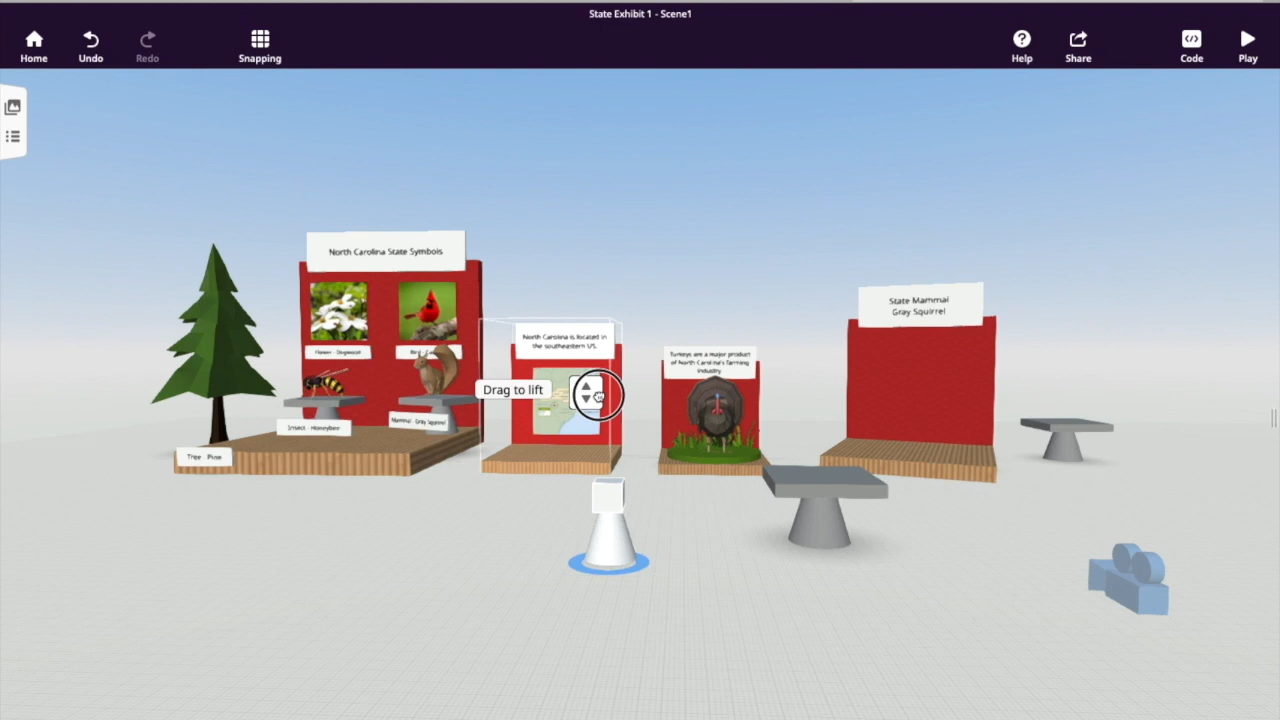 State Exhibit 1 - Scene1
Home
Undo
Redo
Snapping
Help
Share
Code
Play
North Carolina State Symbols
Flower - Dogwood
Bird -
Insect - Honeybee
Mammal - Gray Squirrel
Tree - Pine
North Carolina is located in
the southeastern US.
Drag to lift
Turkeys are a major product
of North Carolina's farming
industry
State Mammal
Gray Squirrel